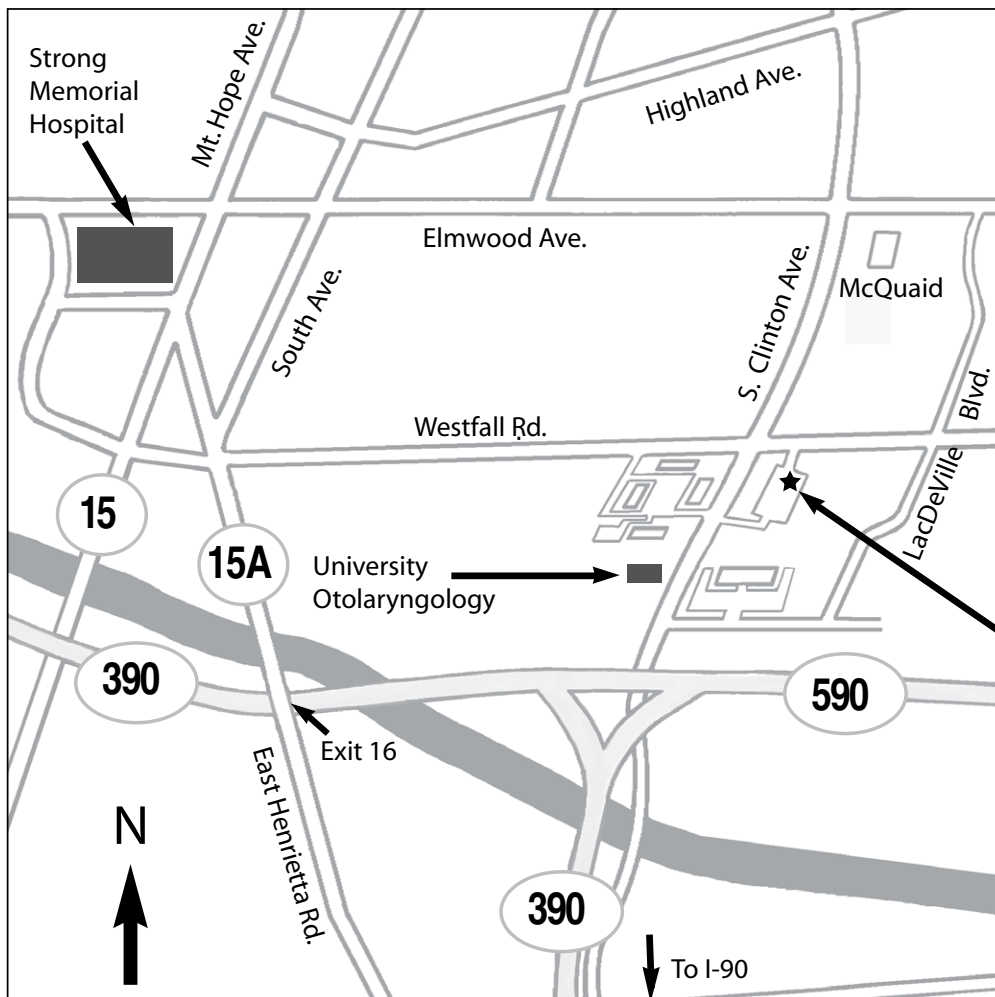 Strong
Memorial
Hospital
Mt. Hope Ave.
Highland Ave.
Elmwood Ave.
South Ave.
S. Clinton Ave.
McQuaid
Blvd.
LacDeVille
Westfall Rd.
15
15A
University
Otolaryngology
390
590
Exit 16
East Henrietta Rd.
N
390
To I-90